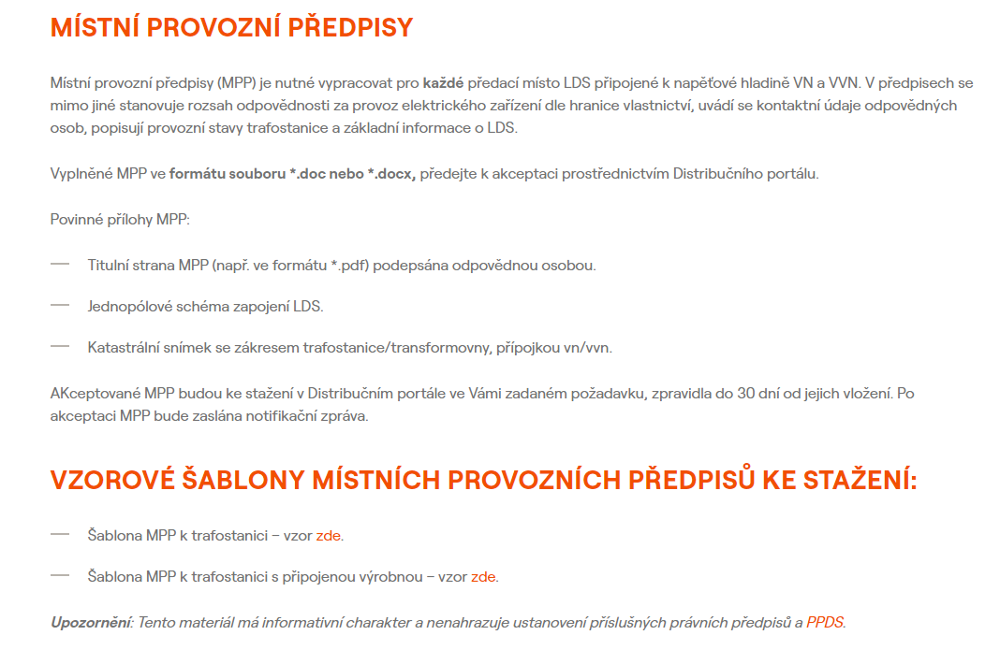 MÍSTNÍ PROVOZNÍ PŘEDPISY
Místní provozní předpisy (MPP) je nutné vypracovat pro každé předací místo LDS připojené k napěťové hladině VN a VVN. V předpisech se
mimo jiné stanovuje rozsah odpovědnosti za provoz elektrického zařízení dle hranice vlastnictví, uvádí se kontaktní údaje odpovědných
osob, popisují provozní stavy trafostanice a základní informace o LDS.
Vyplněné MPP ve formátu souboru *.doc nebo *.docx, předejte k akceptaci prostřednictvím Distribučního portálu.
Povinné přílohy MPP:
— Titulní strana MPP (např. ve formátu *.pdf) podepsána odpovědnou osobou.
— Jednopólové schéma zapojení LDS.
— Katastrální snímek se zákresem trafostanice/transformovny, přípojkou vn/vvn.
AKceptované MPP budou ke stažení v Distribučním portále ve Vámi zadaném požadavku, zpravidla do 30 dní od jejich vložení. Po
akceptaci MPP bude zaslána notifikační zpráva.
VZOROVÉ ŠABLONY MÍSTNÍCH PROVOZNÍCH PŘEDPISŮ KE STAŽENÍ:
— Šablona MPP k trafostanici – vzor zde.
— Šablona MPP k trafostanici s připojenou výrobnou – vzor zde.
Upozornění: Tento materiál má informativní charakter a nenahrazuje ustanovení příslušných právních předpisů a PPDS.